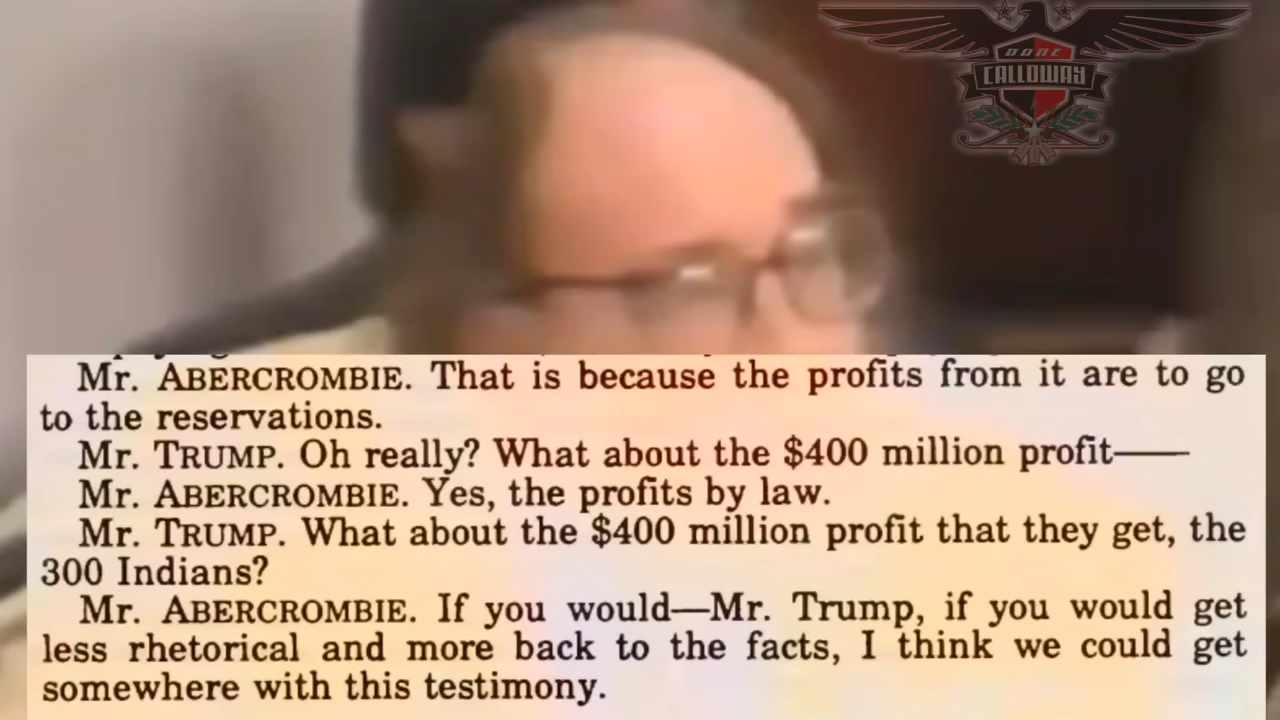 DANE
CALLOWAY
Mr. ABERCROMBIE. That is because the profits from it are to go
to the reservations.
Mr. TRUMP. Oh really? What about the $400 million profit——
Mr. ABERCROMBIE. Yes, the profits by law.
Mr. TRUMP. What about the $400 million profit that they get, the
300 Indians?
Mr. ABERCROMBIE. If you would—Mr. Trump, if you would get
less rhetorical and more back to the facts, I think we could get
somewhere with this testimony.